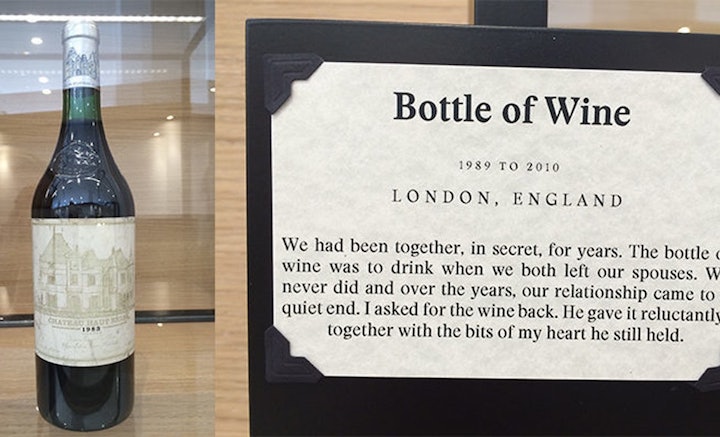 CHATEAU HAUT
Bottle of Wine
1989 TO 2010
LONDON, ENGLAND
We had been together, in secret, for years. The bottle
wine was to drink when we both left our spouses.
never did and over the years, our relationship came to
quiet end. I asked for the wine back. He gave it reluctantly
together with the bits of my heart he still held.